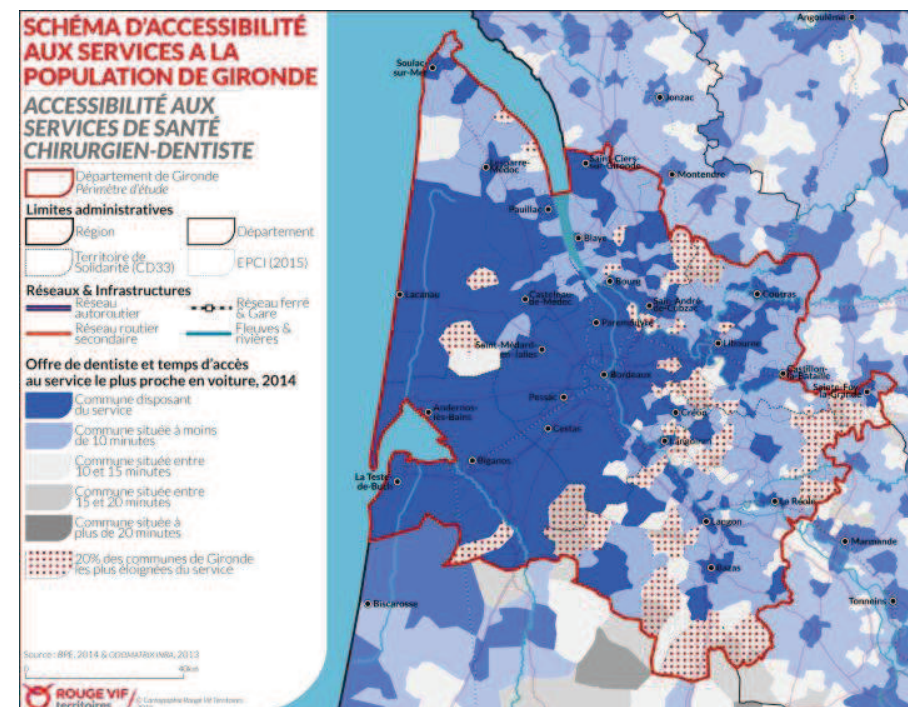 SCHÉMA D'ACCESSIBILITÉ
AUX SERVICES A LA
POPULATION DE GIRONDE
ACCESSIBILITÉ AUX
SERVICES DE SANTÉ
CHIRURGIEN-DENTISTE
Département de Gironde
Périmètre d'étude
Limites administratives
Région
Département
Territoire de
Solidarité (CD33)
EPCI (2015)
Réseaux & Infrastructures
Réseau
autoroutier
Réseau ferré
& Gare
Réseau routier
secondaire
Fleuves &
rivières
Offre de dentiste et temps d'accès
au service le plus proche en voiture, 2014
Commune disposant
du service
Commune située à moins
de 10 minutes
Commune située entre
10 et 15 minutes
Commune située entre
15 et 20 minutes
Commune située à
plus de 20 minutes
20% des communes de Gironde
les plus éloignées du service
Source : BPE, 2014 & ODOMATRIX INRA, 2013
0
40km
ROUGE VIF
territoires
© Cartographie Rouge Vif Territoires
Angoulême
Soulac
sur-Mer
Jonzac
Lesparre-
Médoc
Saint-Ciers
sur-Gironde
Montendre
Pauillac
Blaye
Lacanau
Castelnau
de-Médoc
Bourg
Sain-André
de-Cubzac
Coutras
Parempuyre
Saint-Médard
en-Jalles
Libourne
Bordeaux
Castillon
la-Bataille
Sainte-Foy
la-Grande
Andernos
les-Bains
Pessac
Créon
Cestas
Langoiran
Biganos
La Teste
de-Buch
La Réole
Langon
Marmande
Bazas
Biscarosse
Tonneins